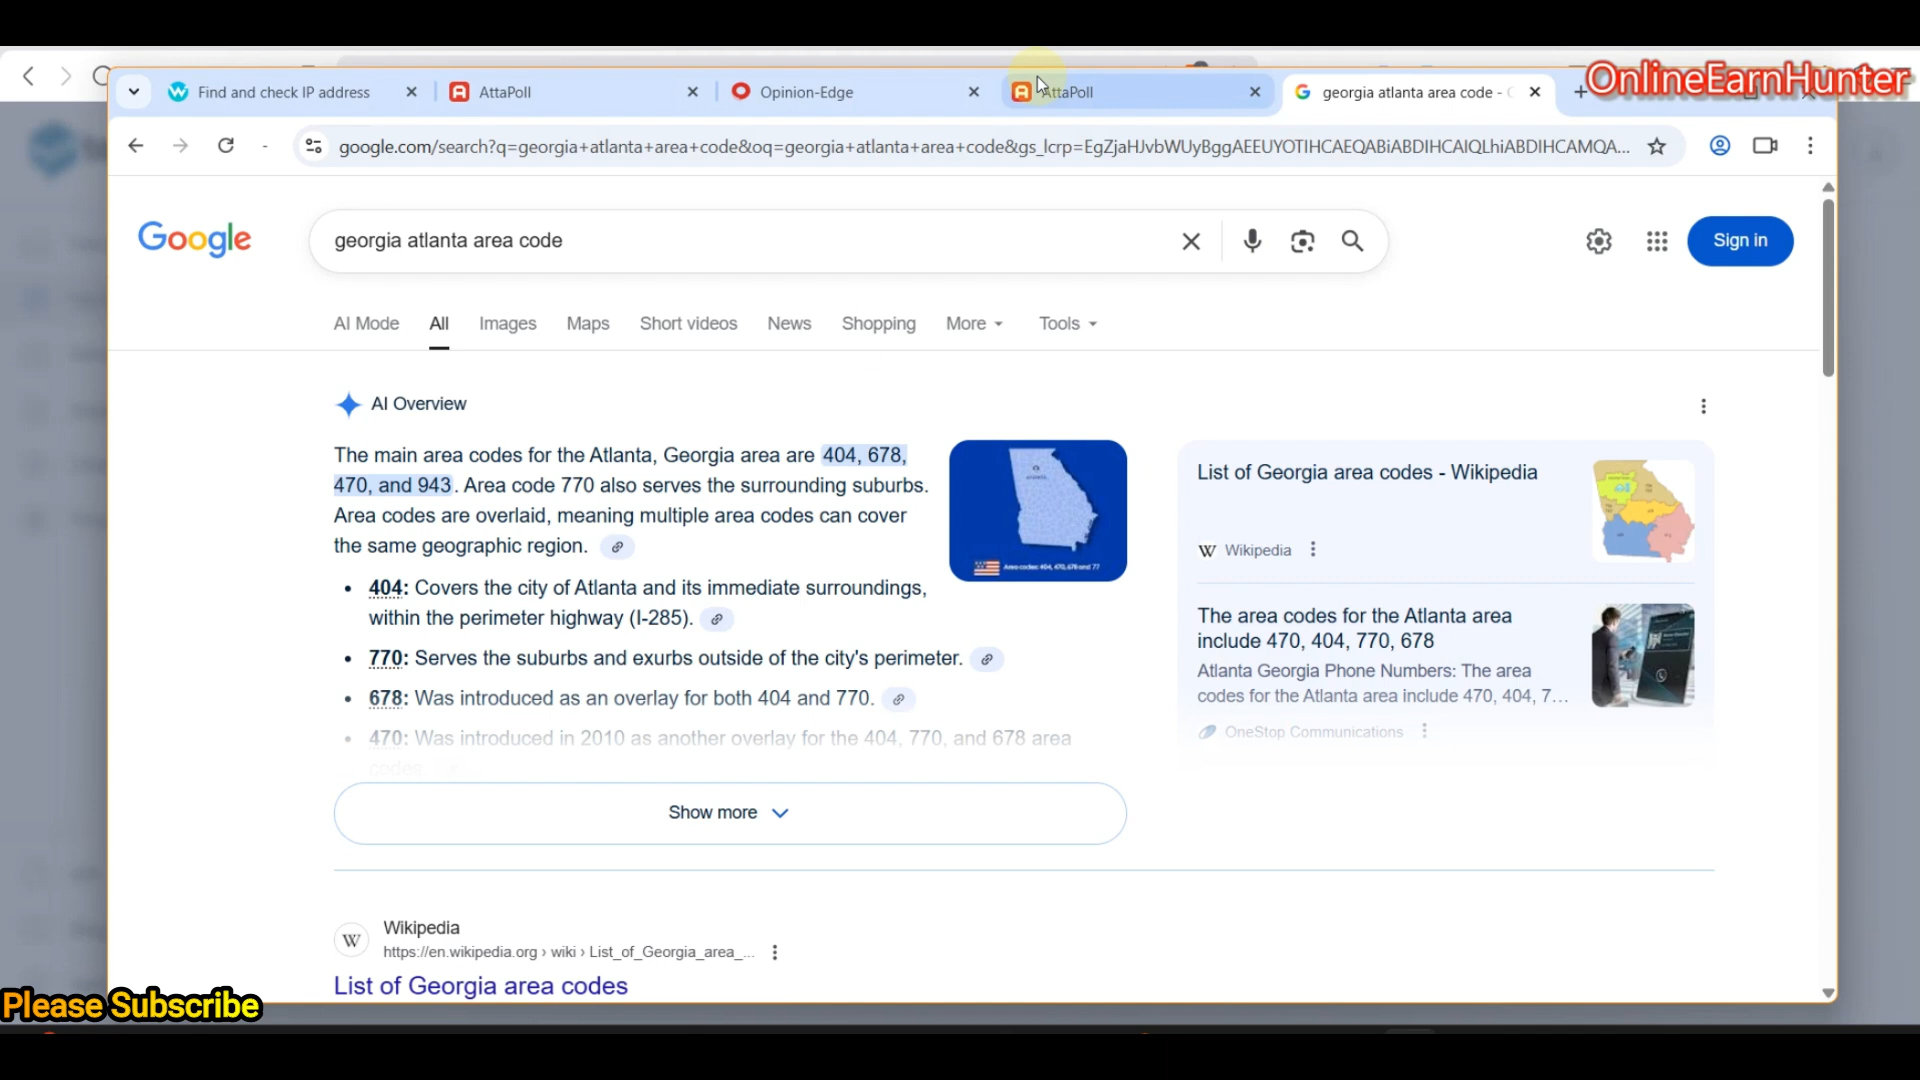 OnlineEarnHunter
Find and check IP address
AttaPoll
Opinion-Edge
AttaPoll
georgia atlanta area code -
google.com/search?q=georgia+atlanta+area+code&oq=georgia+atlanta+area+code&gs_lcrp=EgZjaHJvbWUyBggAEEUYOTIHCAEQABiABDIHCAIQLhiABDIHCAMQA...
Google
georgia atlanta area code
Sign in
AI Mode
All
Images
Maps
Short videos
News
Shopping
More
Tools
AI Overview
The main area codes for the Atlanta, Georgia area are 404, 678,
470, and 943. Area code 770 also serves the surrounding suburbs.
Area codes are overlaid, meaning multiple area codes can cover
the same geographic region.
404: Covers the city of Atlanta and its immediate surroundings,
within the perimeter highway (I-285).
770: Serves the suburbs and exurbs outside of the city's perimeter.
678: Was introduced as an overlay for both 404 and 770.
470: Was introduced in 2010 as another overlay for the 404, 770, and 678 area
codes.
Area codes: 404, 470, 678 and 77
Show more
List of Georgia area codes - Wikipedia
W Wikipedia
The area codes for the Atlanta area
include 470, 404, 770, 678
Atlanta Georgia Phone Numbers: The area
codes for the Atlanta area include 470, 404, 7...
OneStop Communications
W
Wikipedia
https://en.wikipedia.org › wiki › List_of_Georgia_area_...
List of Georgia area codes
Please Subscribe